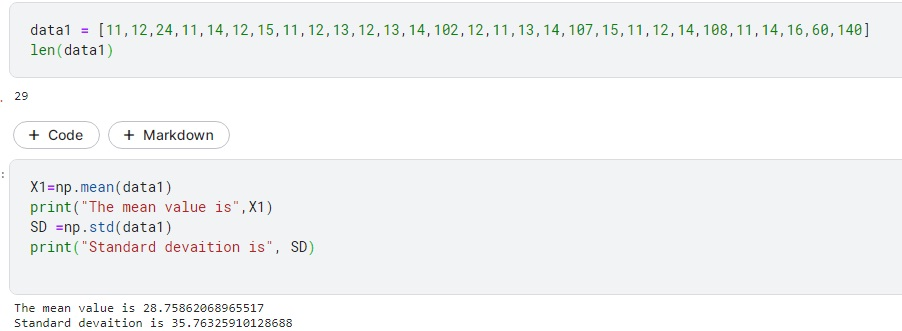 data1 = [11,12,24,11,14,12,15,11,12,13,12,13,14,102,12,11,13,14,107,15,11,12,14,108,11,14,16,60,140]
len(data1)
29
+ Code + Markdown
X1=np.mean(data1)
print("The mean value is",X1)
SD =np.std(data1)
print("Standard devaition is", SD)
The mean value is 28.75862068965517
Standard devaition is 35.76325910128688